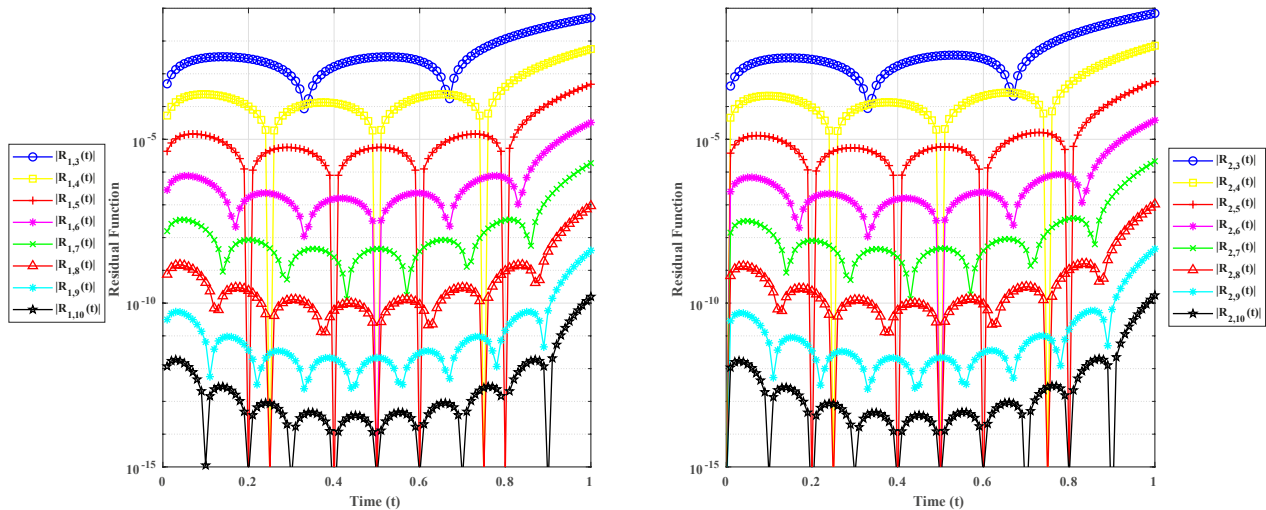 |R1,3(t)|
|R1,4(t)|
|R1,5(t)|
|R1,6(t)|
|R1,7(t)|
|R1,8(t)|
|R1,9(t)|
|R1,10(t)|
Residual Function
10-5
10-10
10-15
0 0.2 0.4 0.6 0.8 1
Time (t)
Residual Function
10-5
10-10
10-15
0 0.2 0.4 0.6 0.8 1
Time (t)
|R2,3(t)|
|R2,4(t)|
|R2,5(t)|
|R2,6(t)|
|R2,7(t)|
|R2,8(t)|
|R2,9(t)|
|R2,10(t)|